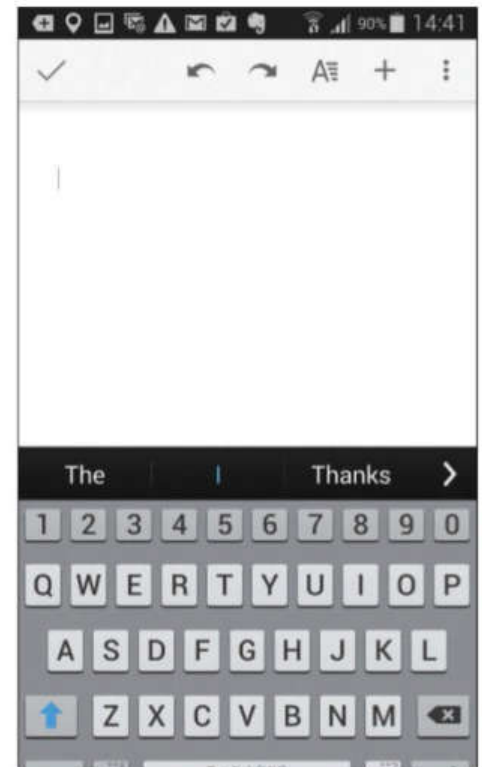 90% 14:41
The I Thanks
1 2 3 4 5 6 7 8 9 0
Q W E R T Y U I O P
A S D F G H J K L
Z X C V B N M